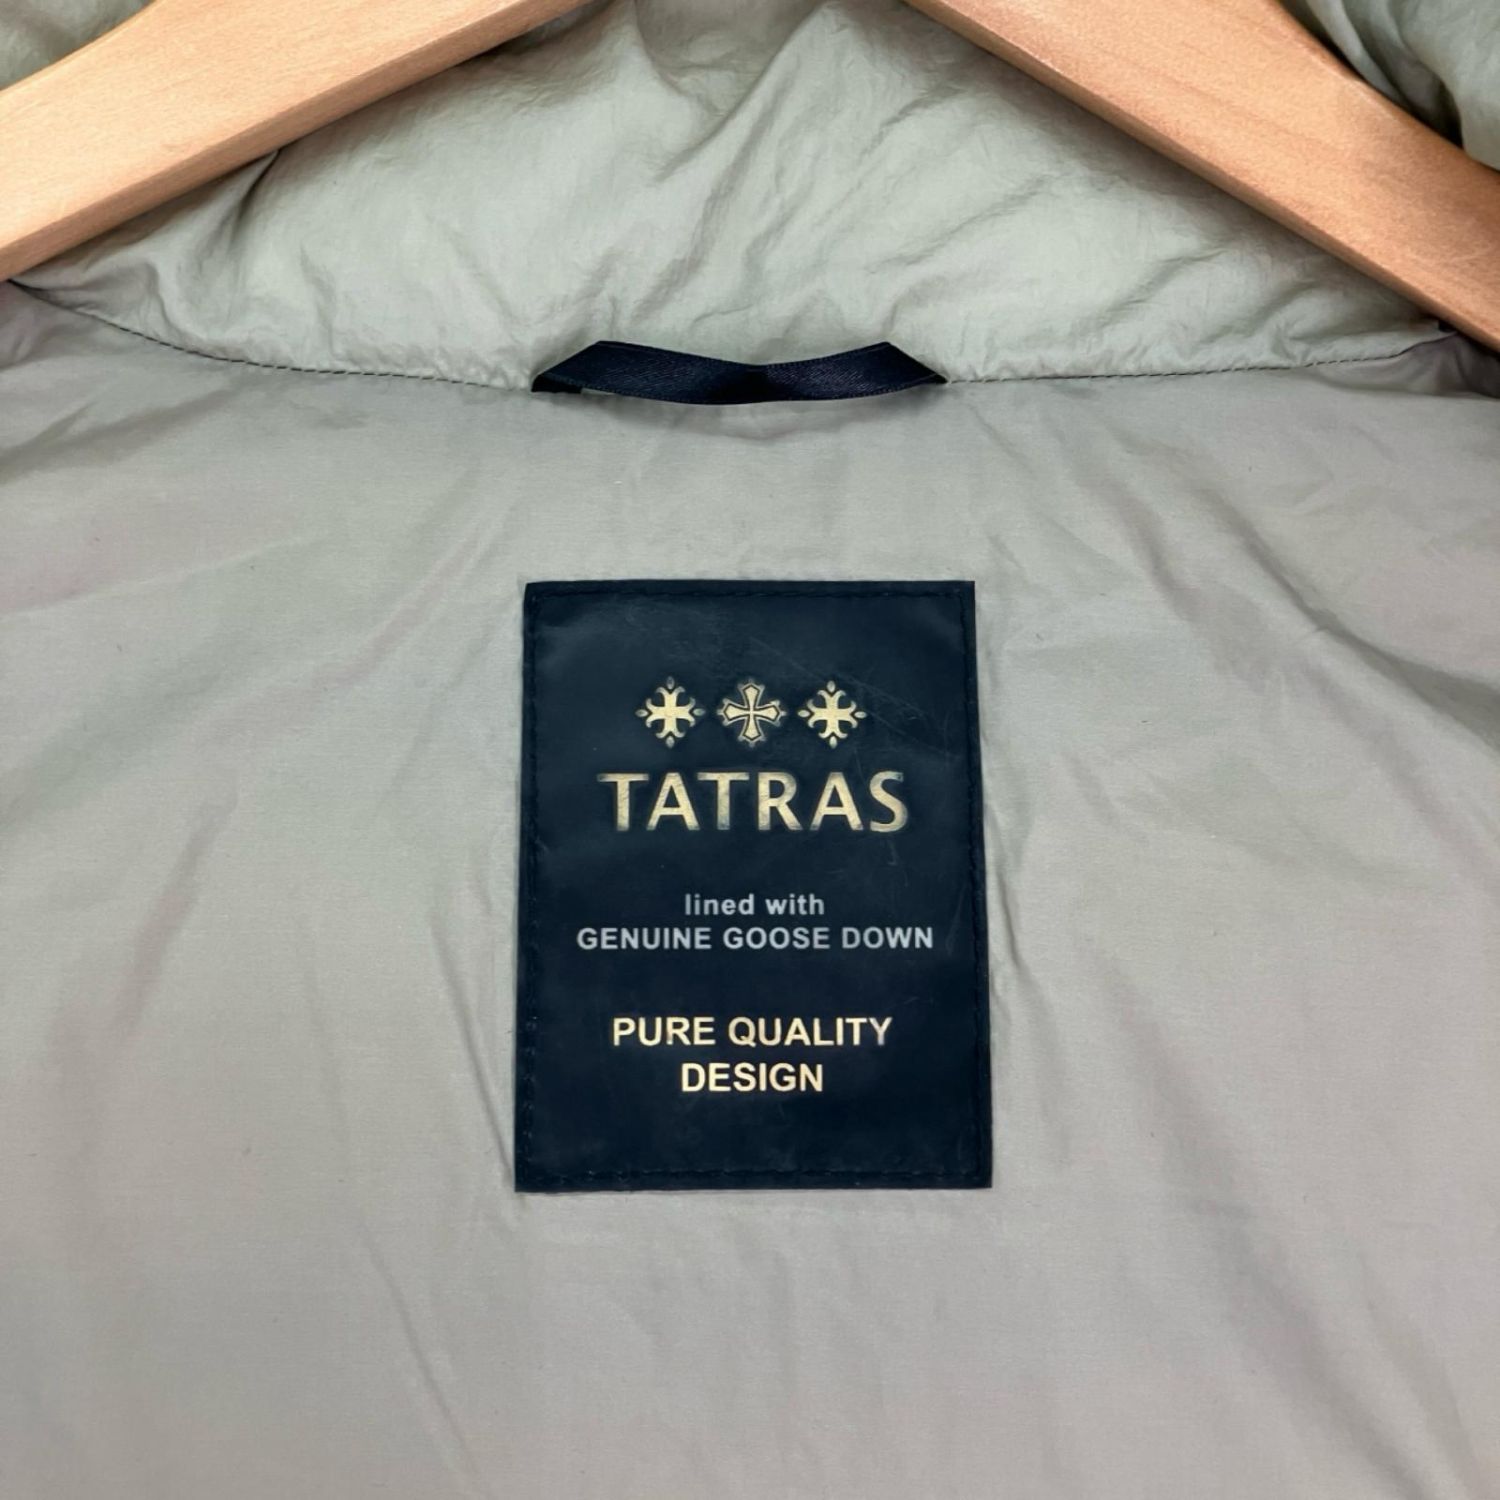 TATRAS
lined with
GENUINE GOOSE DOWN
PURE QUALITY
DESIGN